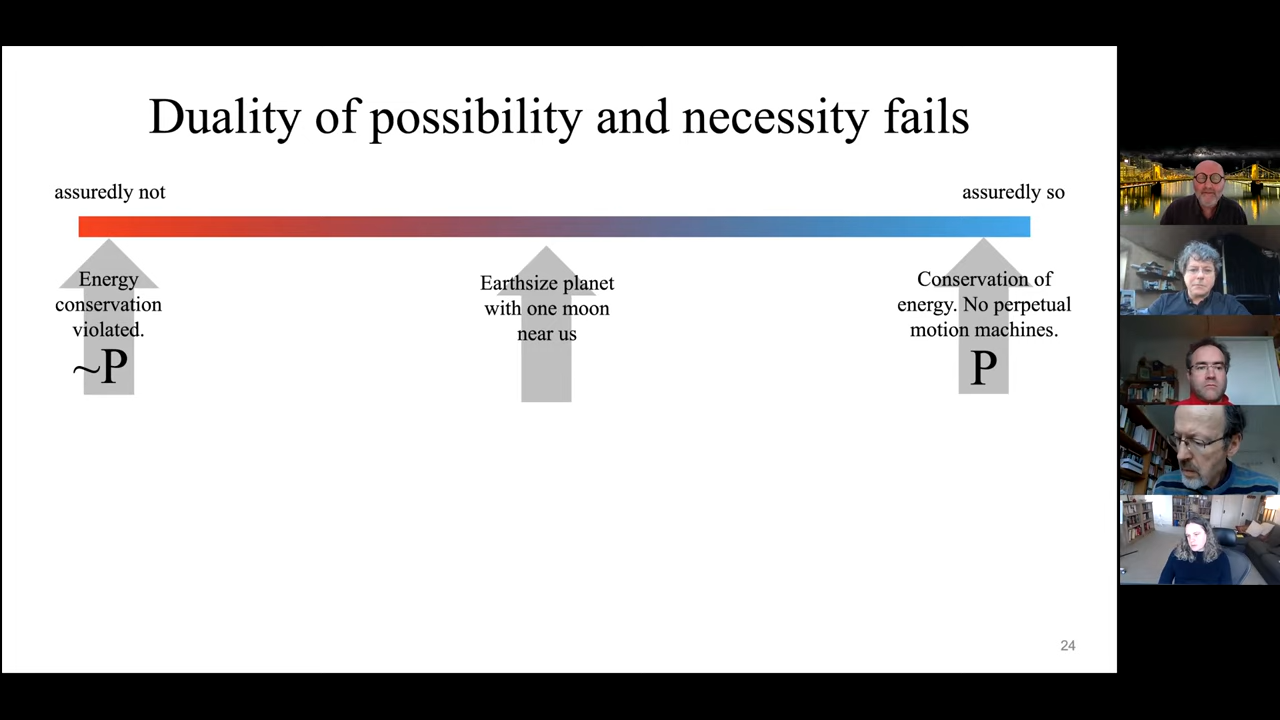 Duality of possibility and necessity fails
assuredly not
assuredly so
Energy
conservation
violated.
~P
Earthsize planet
with one moon
near us
Conservation of
energy. No perpetual
motion machines.
P
24